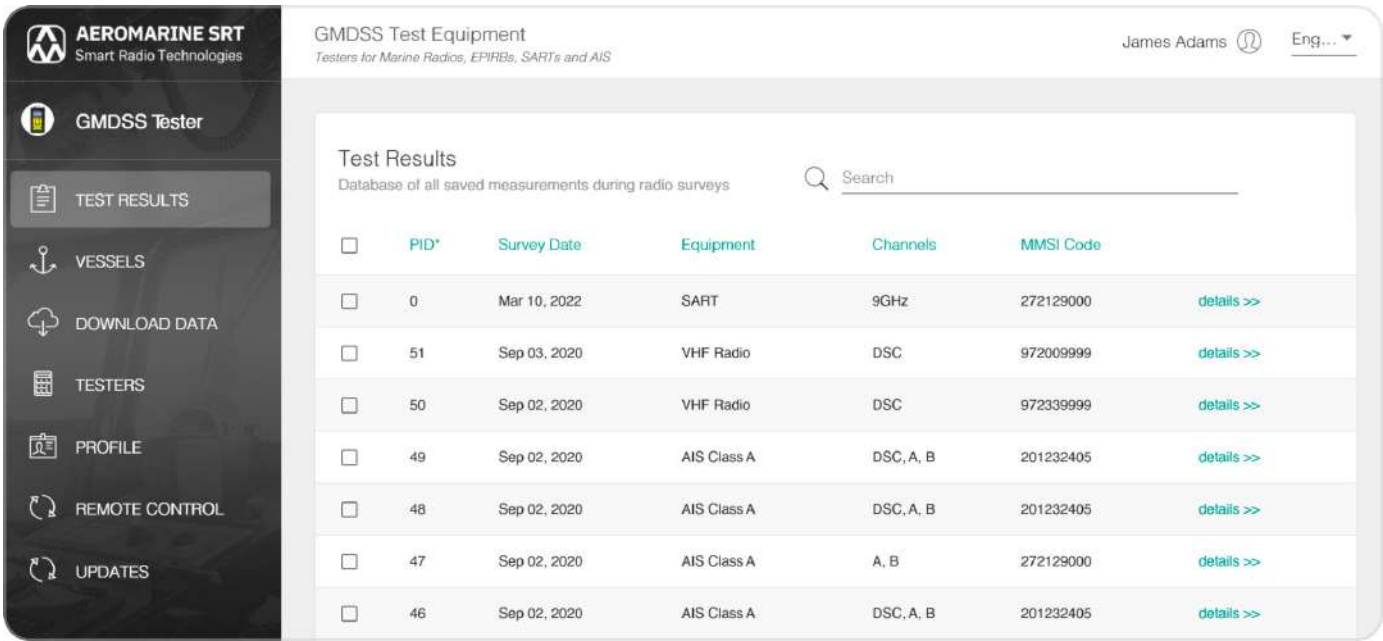 AEROMARINE SRT
Smart Radio Technologies
GMDSS Test Equipment
Testers for Marine Radios, EPIRBs, SARTs and AIS
James Adams
Eng...
GMDSS Tester
TEST RESULTS
VESSELS
DOWNLOAD DATA
TESTERS
PROFILE
REMOTE CONTROL
UPDATES
Test Results
Database of all saved measurements during radio surveys
Search
PID* Survey Date Equipment Channels MMSI Code
0 Mar 10, 2022 SART 9GHz 272129000 details >>
51 Sep 03, 2020 VHF Radio DSC 972009999 details >>
50 Sep 02, 2020 VHF Radio DSC 972339999 details >>
49 Sep 02, 2020 AIS Class A DSC, A, B 201232405 details >>
48 Sep 02, 2020 AIS Class A DSC, A, B 201232405 details >>
47 Sep 02, 2020 AIS Class A A, B 272129000 details >>
46 Sep 02, 2020 AIS Class A DSC, A, B 201232405 details >>